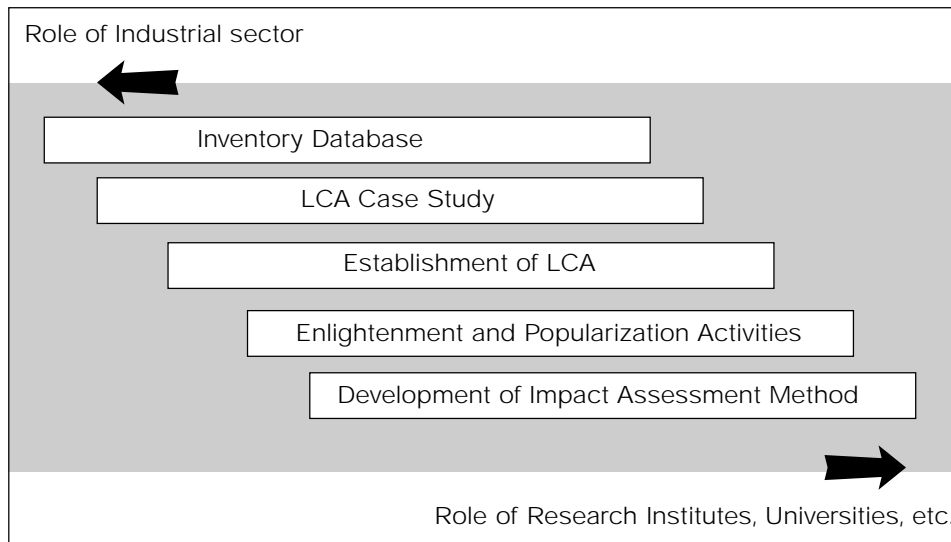 Role of Industrial sector
Inventory Database
LCA Case Study
Establishment of LCA
Enlightenment and Popularization Activities
Development of Impact Assessment Method
Role of Research Institutes, Universities, etc.